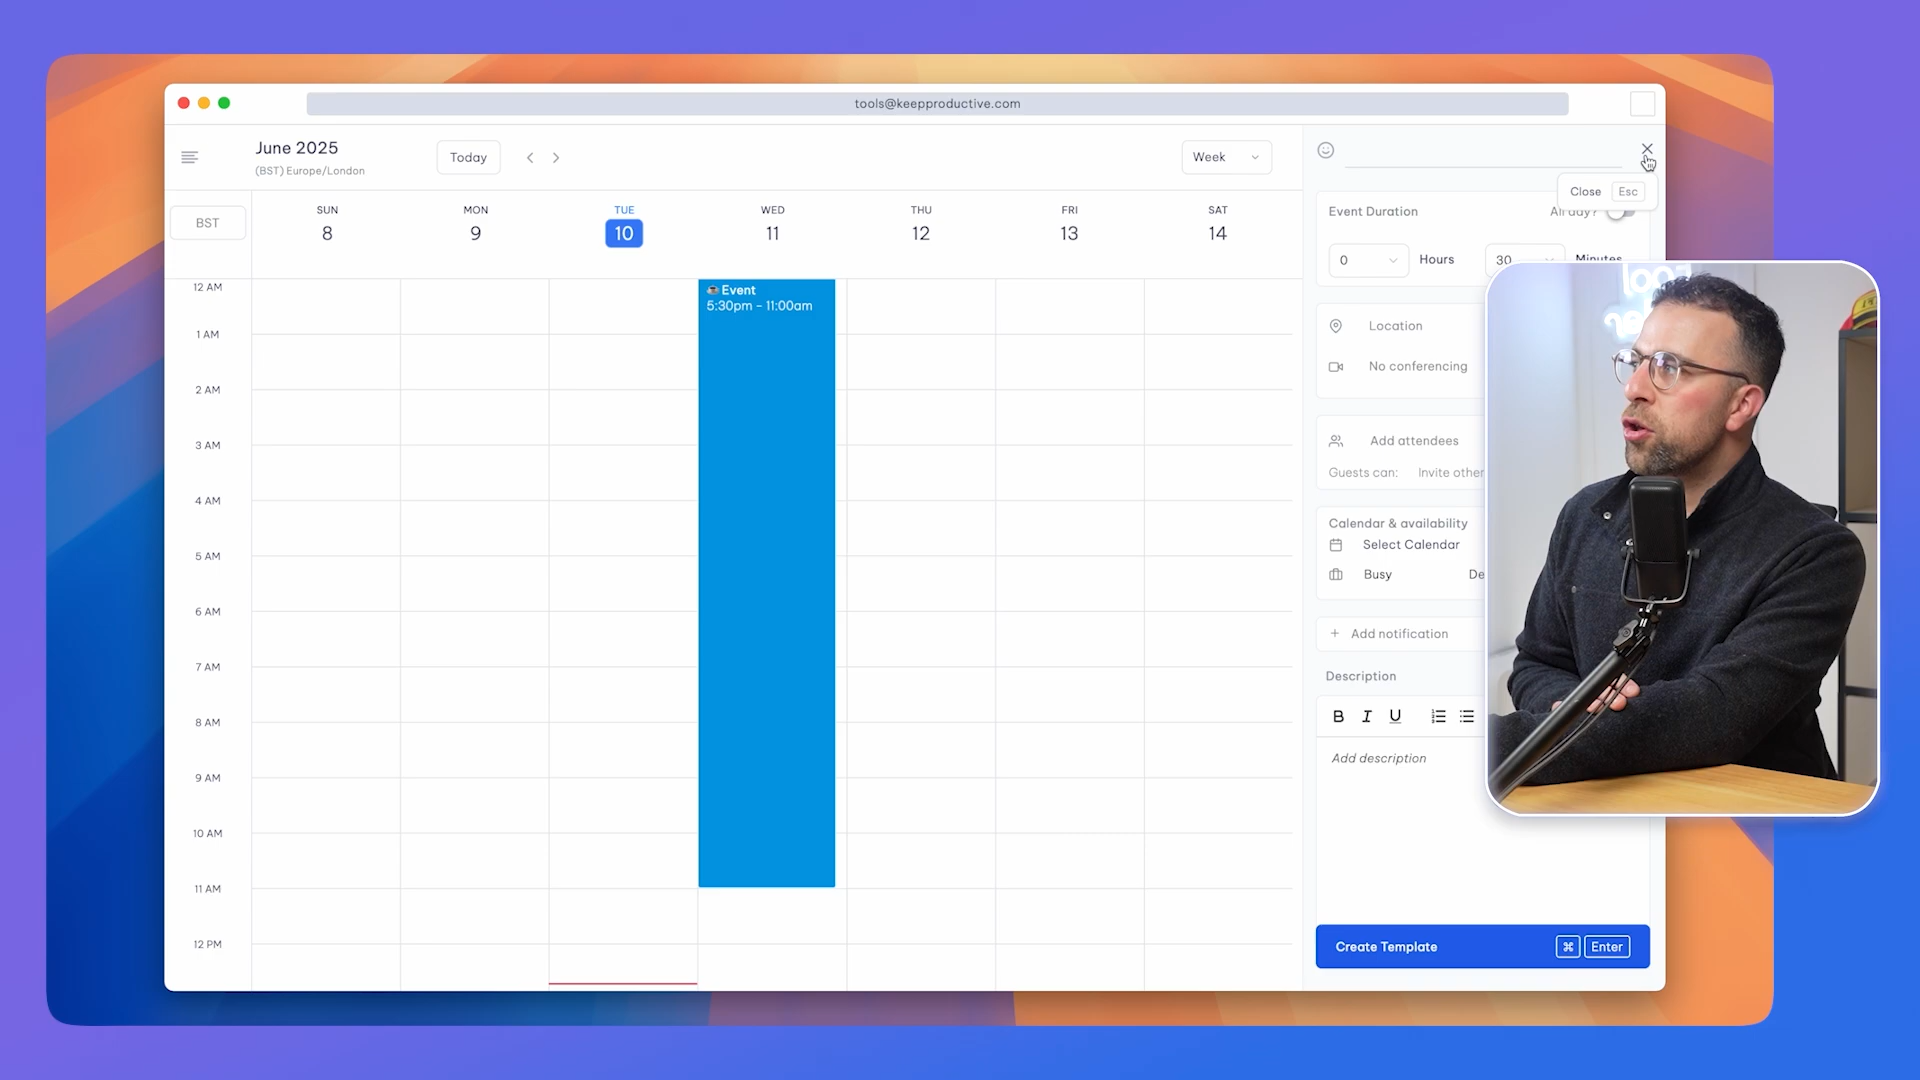 tools@keepproductive.com
June 2025
(BST) Europe/London
Today
Week
Close Esc
BST
SUN MON TUE WED THU FRI SAT
8 9 10 11 12 13 14
Event Duration All day?
0 Hours 30 Minutes
12 AM
Event
5:30pm – 11:00am
1 AM
2 AM
3 AM
4 AM
5 AM
6 AM
7 AM
8 AM
9 AM
10 AM
11 AM
12 PM
Location
No conferencing
Add attendees
Guests can: Invite other
Calendar & availability
Select Calendar
Busy De
+ Add notification
Description
B I U
Add description
Create Template ⌘ Enter